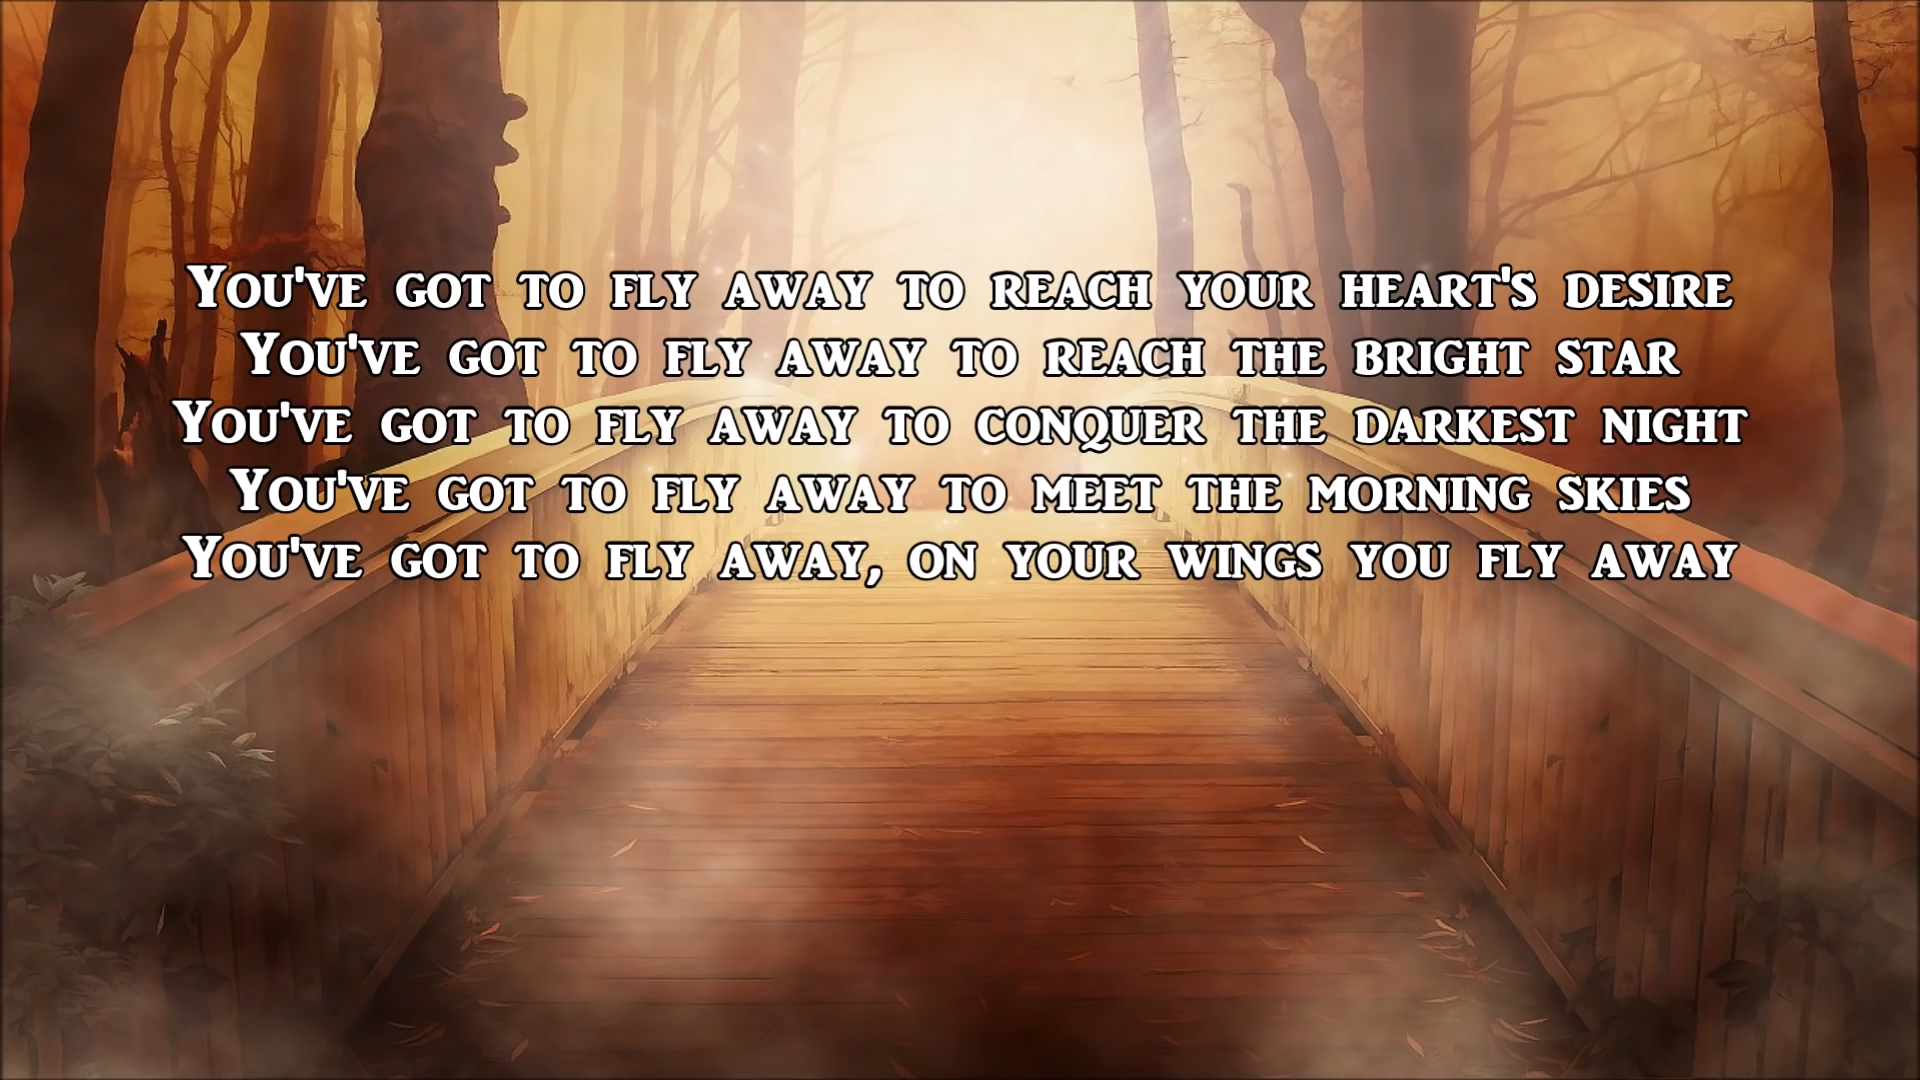 You've got to fly away to reach your heart's desire
You've got to fly away to reach the bright star
You've got to fly away to conquer the darkest night
You've got to fly away to meet the morning skies
You've got to fly away, on your wings you fly away